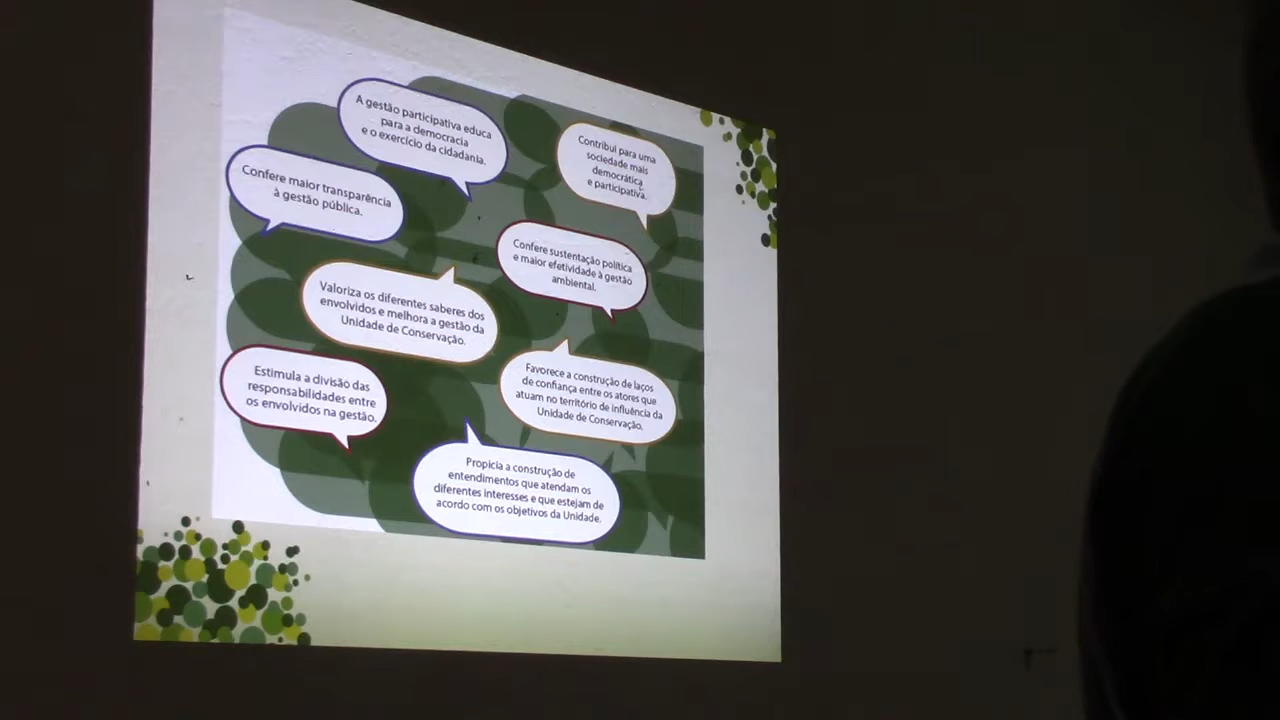 A gestão participativa educa
para a democracia
e o exercício da cidadania.
Contribui para uma
sociedade mais
democrática
e participativa.
Confere maior transparência
à gestão pública.
Confere sustentação política
e maior efetividade à gestão
ambiental.
Valoriza os diferentes saberes dos
envolvidos e melhora a gestão da
Unidade de Conservação.
Favorece a construção de laços
de confiança entre os atores que
atuam no território de influência da
Unidade de Conservação.
Estimula a divisão das
responsabilidades entre
os envolvidos na gestão.
Propicia a construção de
entendimentos que atendam os
diferentes interesses e que estejam de
acordo com os objetivos da Unidade.